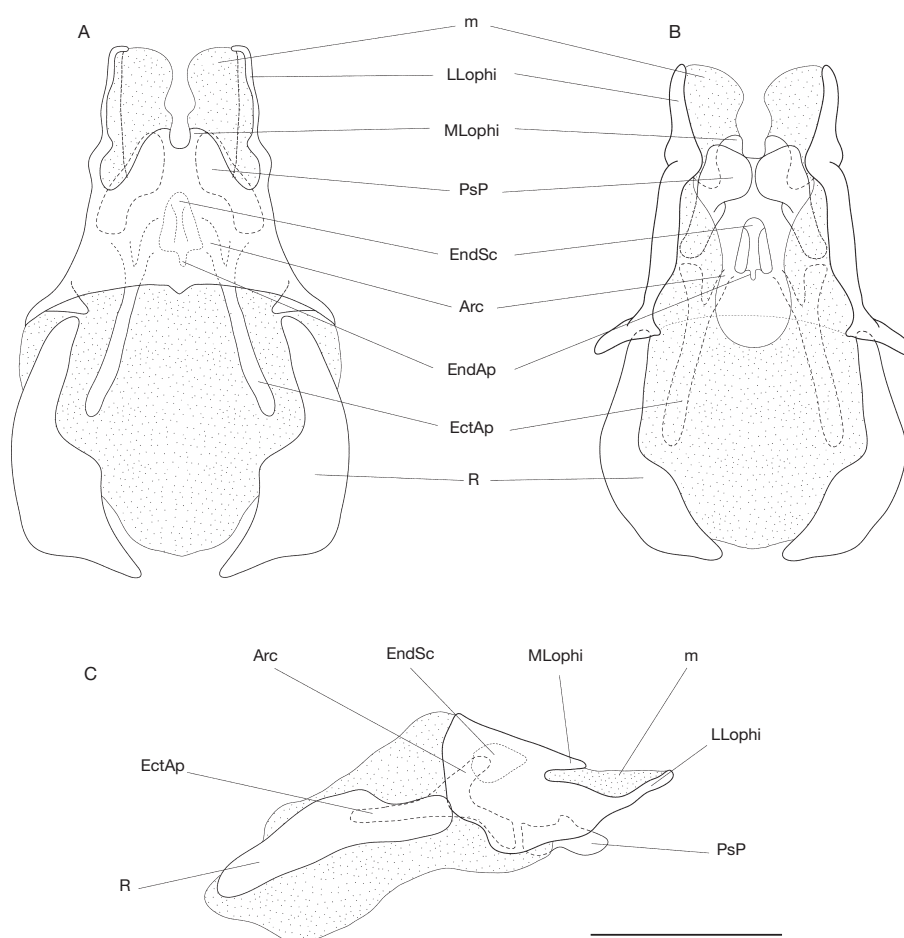 A
m
B
LLophi
MLophi
PsP
EndSc
Arc
EndAp
EctAp
R
C
Arc
EndSc
MLophi
m
LLophi
EctAp
PsP
R